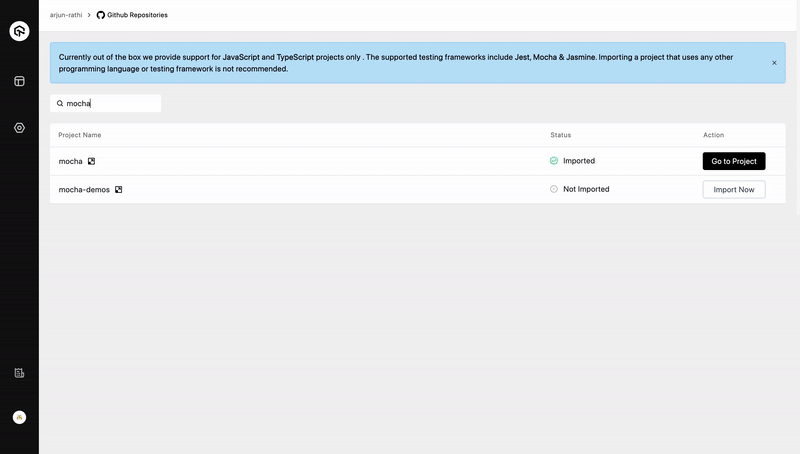 arjun-rathi > Github Repositories
Currently out of the box we provide support for JavaScript and TypeScript projects only . The supported testing frameworks include Jest, Mocha & Jasmine. Importing a project that uses any other
programming language or testing framework is not recommended.
mocha
Project Name Status Action
mocha Imported Go to Project
mocha-demos Not Imported Import Now